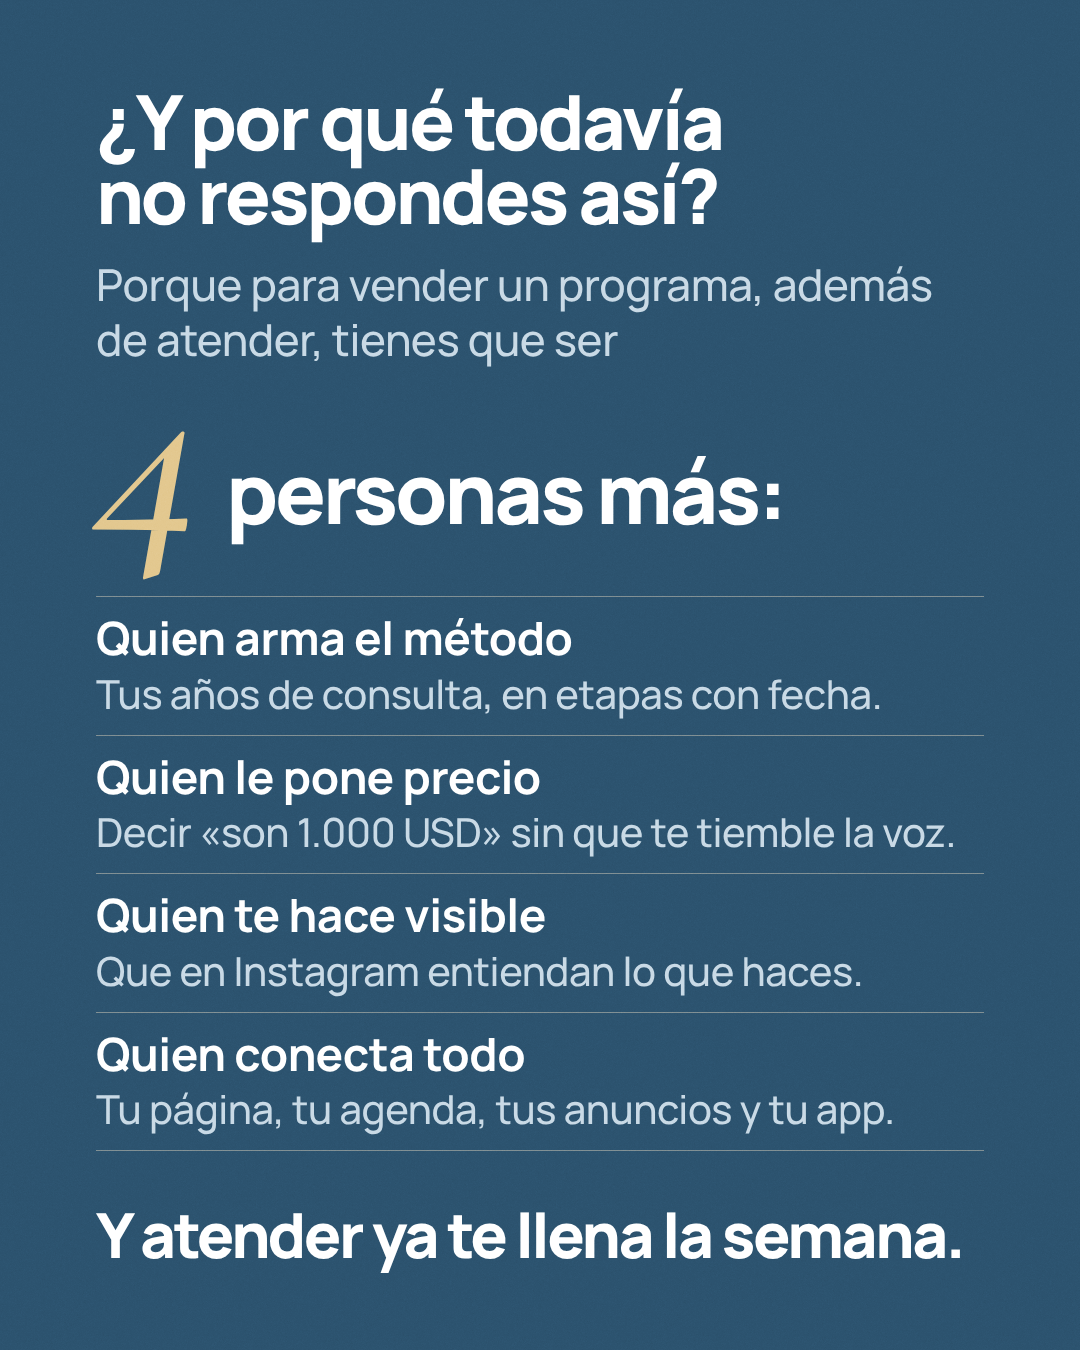 ¿Y por qué todavía
no respondes así?
Porque para vender un programa, además
de atender, tienes que ser
4 personas más:
Quien arma el método
Tus años de consulta, en etapas con fecha.
Quien le pone precio
Decir «son 1.000 USD» sin que te tiemble la voz.
Quien te hace visible
Que en Instagram entiendan lo que haces.
Quien conecta todo
Tu página, tu agenda, tus anuncios y tu app.
Y atender ya te llena la semana.